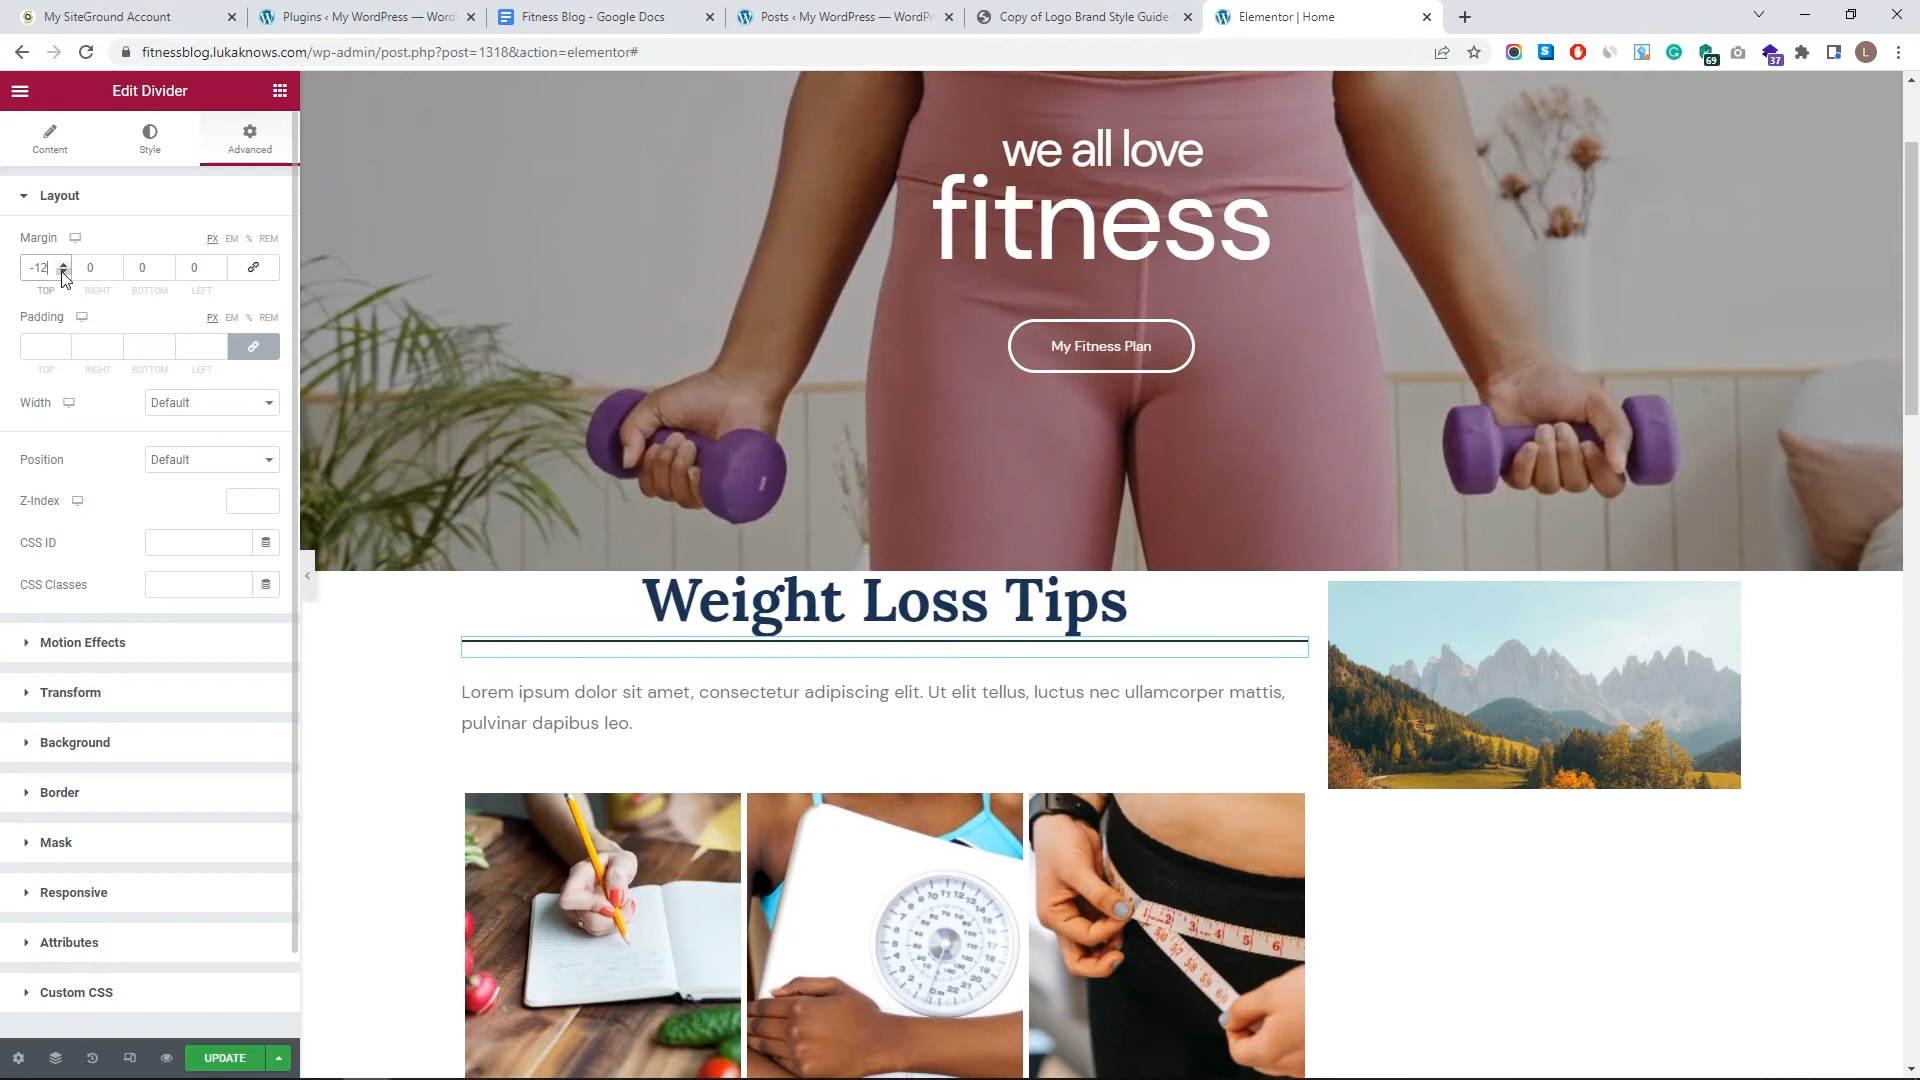 My SiteGround Account
Plugins ‹ My WordPress — Word
Fitness Blog - Google Docs
Posts ‹ My WordPress — WordPr
Copy of Logo Brand Style Guide
Elementor | Home
fitnessblog.lukaknows.com/wp-admin/post.php?post=1318&action=elementor#
69
37
L
Edit Divider
Content
Style
Advanced
Layout
Margin
PX EM % REM
-12 0 0 0
TOP RIGHT BOTTOM LEFT
Padding
PX EM % REM
TOP RIGHT BOTTOM LEFT
Width
Default
Position
Default
Z-Index
CSS ID
CSS Classes
Motion Effects
Transform
Background
Border
Mask
Responsive
Attributes
Custom CSS
UPDATE
we all love
fitness
My Fitness Plan
Weight Loss Tips
Lorem ipsum dolor sit amet, consectetur adipiscing elit. Ut elit tellus, luctus nec ullamcorper mattis,
pulvinar dapibus leo.